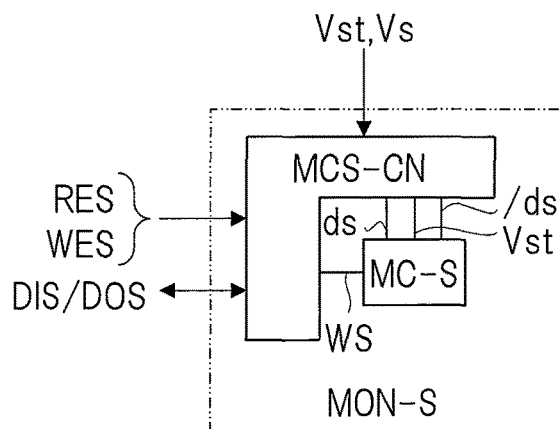 Vst,Vs
MCS-CN
RES
WES
ds
/ds
Vst
MC-S
DIS/DOS
WS
MON-S